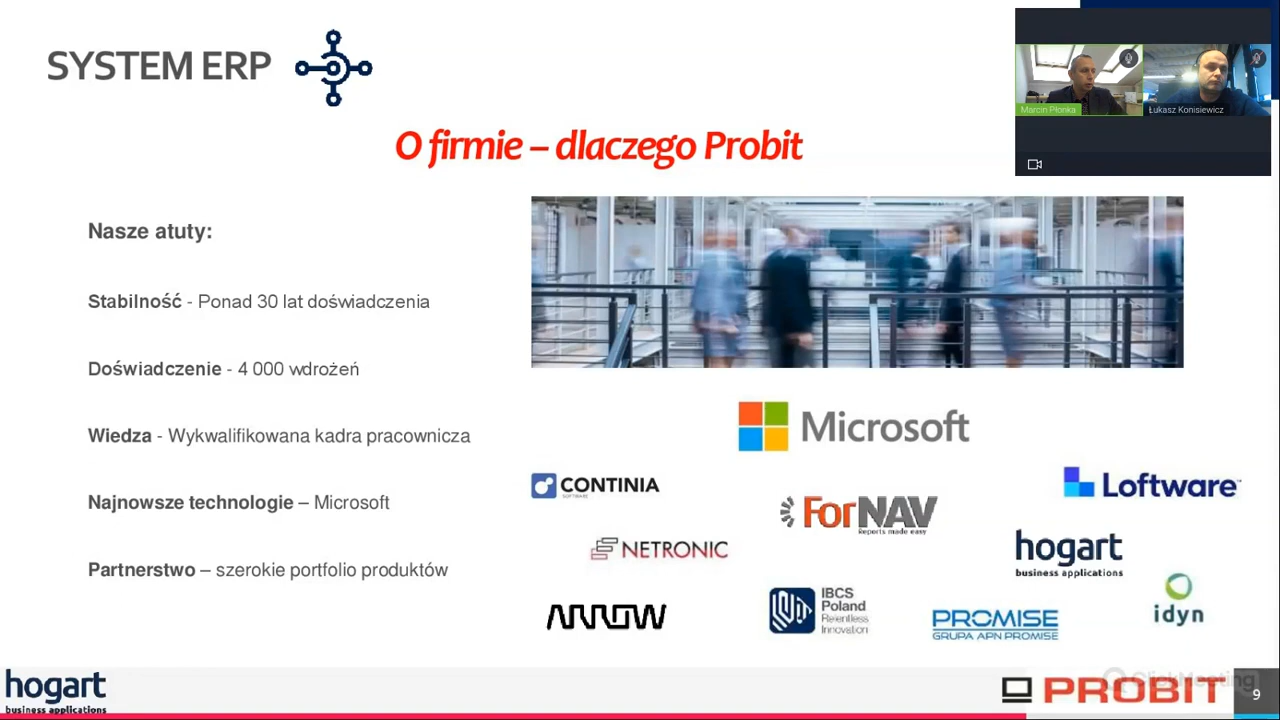 SYSTEM ERP
Marcin Płonka
Łukasz Konisiewicz
O firmie – dlaczego Probit
Nasze atuty:
Stabilność - Ponad 30 lat doświadczenia
Doświadczenie - 4 000 wdrożeń
Wiedza - Wykwalifikowana kadra pracownicza
Najnowsze technologie – Microsoft
Partnerstwo – szerokie portfolio produktów
Microsoft
CONTINIA
SOFTWARE
Loftware™
ForNAV
Reports made easy
NETRONIC
hogart
business applications
ARROW
IBCS
Poland
Relentless
Innovation
PROMISE
GRUPA APN PROMISE
idyn
hogart
business applications
PROBIT
ClickMeeting
9